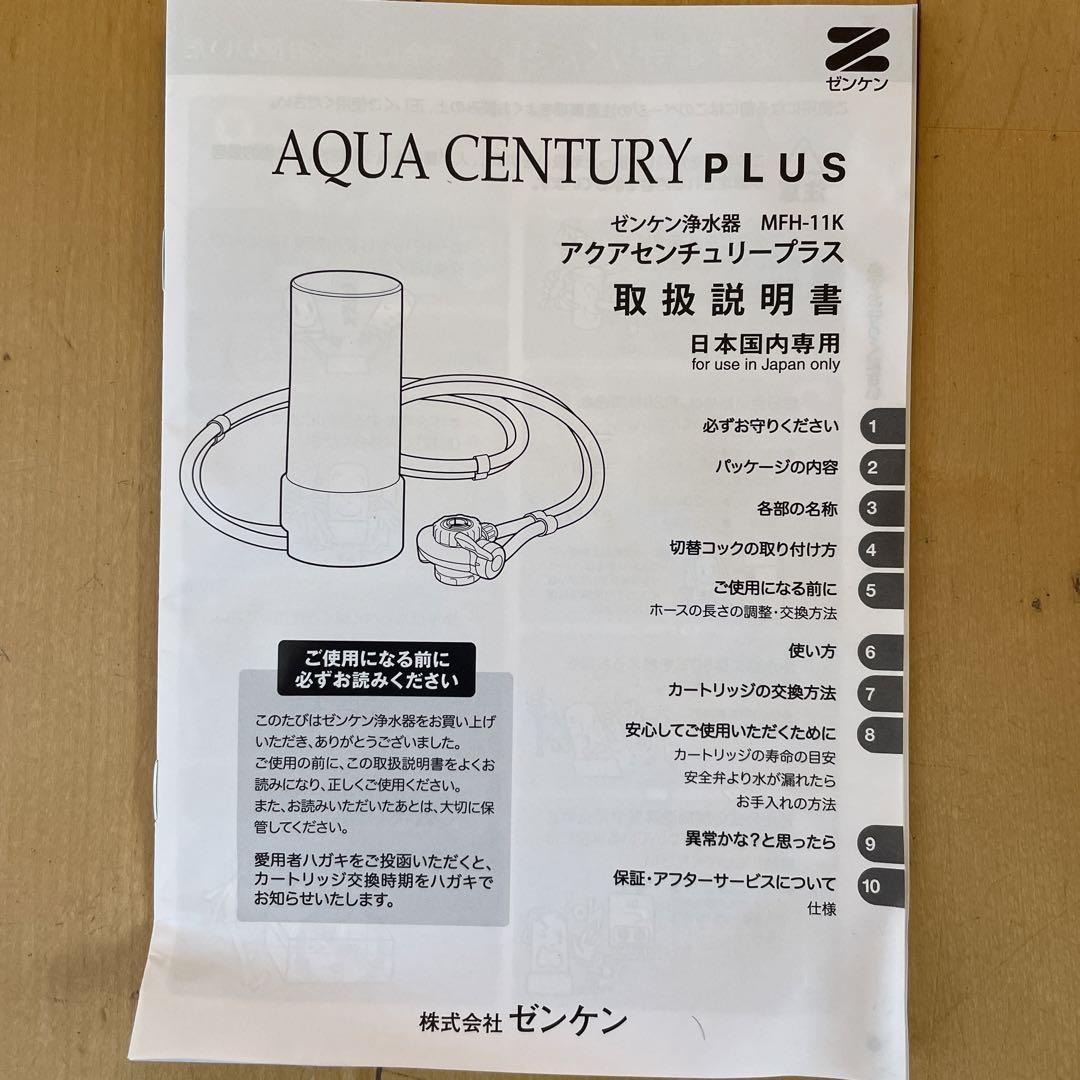 ゼンケン
AQUA CENTURY PLUS
ゼンケン浄水器 MFH-11K
アクアセンチュリープラス
取扱説明書
日本国内専用
for use in Japan only
必ずお守りください 1
パッケージの内容 2
各部の名称 3
切替コックの取り付け方 4
ご使用になる前に 5
ホースの長さの調整・交換方法
使い方 6
カートリッジの交換方法 7
安心してご使用いただくために 8
カートリッジの寿命の目安
安全弁より水が漏れたら
お手入れの方法
異常かな?と思ったら 9
保証・アフターサービスについて 10
仕様
ご使用になる前に
必ずお読みください
このたびはゼンケン浄水器をお買い上げ
いただき、ありがとうございました。
ご使用の前に、この取扱説明書をよくお
読みになり、正しくご使用ください。
また、お読みいただいたあとは、大切に保
管してください。
愛用者ハガキをご投函いただくと、
カートリッジ交換時期をハガキで
お知らせいたします。
株式会社 ゼンケン